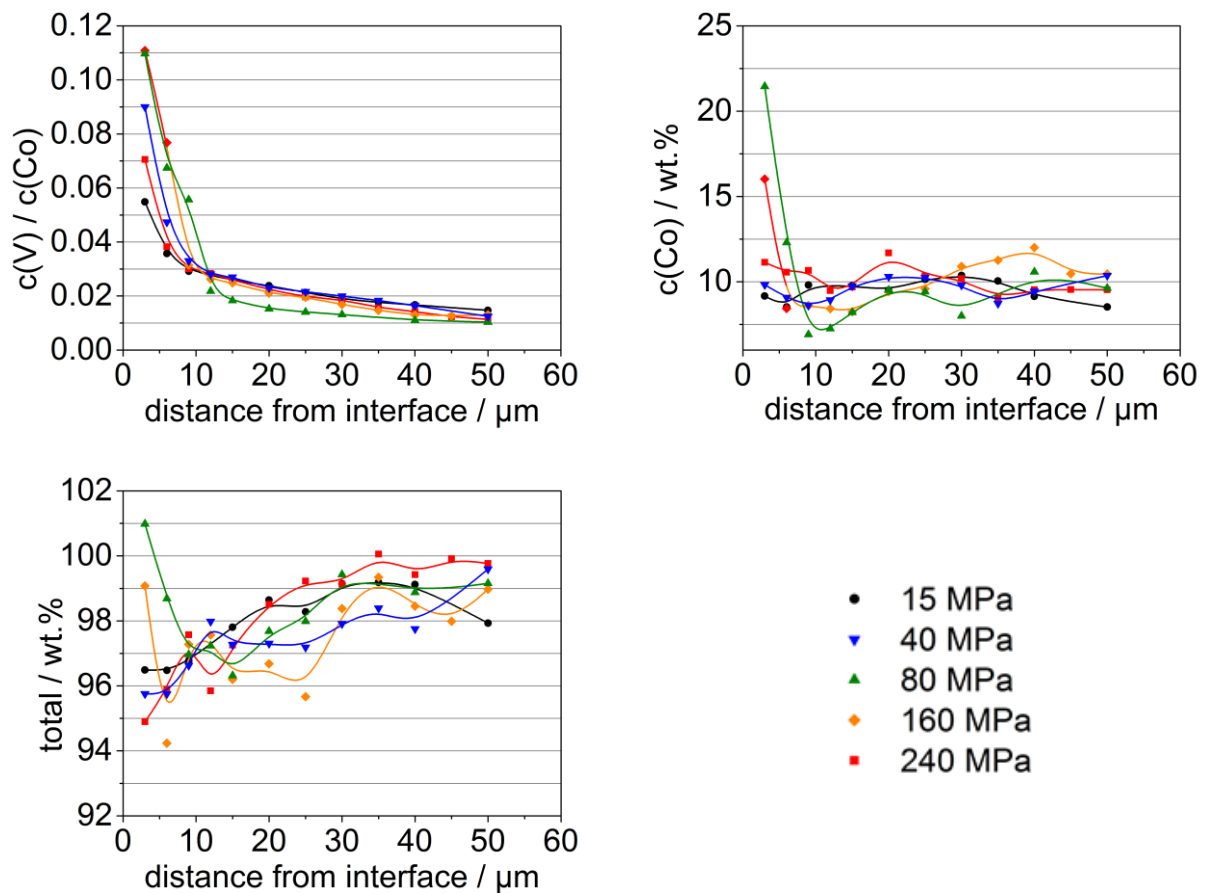 c(V) / c(Co)
0.12
0.10
0.08
0.06
0.04
0.02
0.00
0 10 20 30 40 50 60
distance from interface / µm
c(Co) / wt.%
25
20
15
10
0 10 20 30 40 50 60
distance from interface / µm
total / wt.%
102
100
98
96
94
92
0 10 20 30 40 50 60
distance from interface / µm
15 MPa
40 MPa
80 MPa
160 MPa
240 MPa